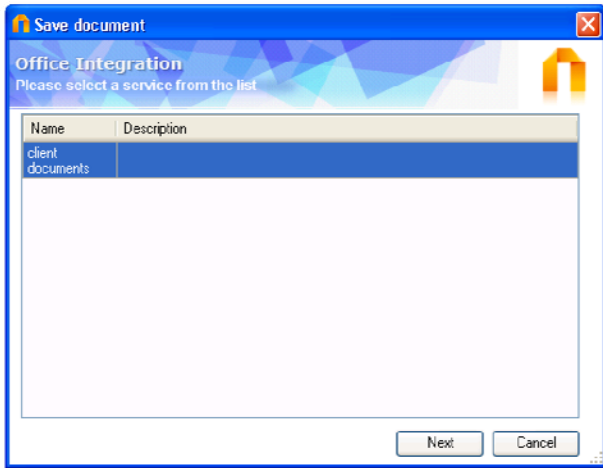 Save document
Office Integration
Please select a service from the list
Name Description
client
documents
Next Cancel